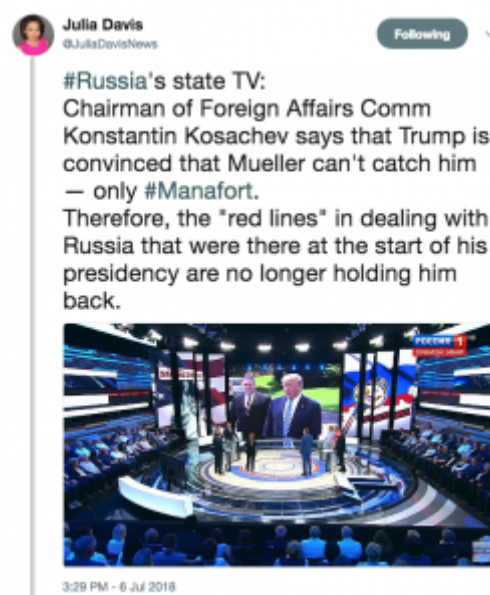 Julia Davis
@JuliaDavisNews
Following
#Russia's state TV:
Chairman of Foreign Affairs Comm
Konstantin Kosachev says that Trump is
convinced that Mueller can't catch him
— only #Manafort.
Therefore, the "red lines" in dealing with
Russia that were there at the start of his
presidency are no longer holding him
back.
РОССИЯ 1
3:29 PM - 6 Jul 2018